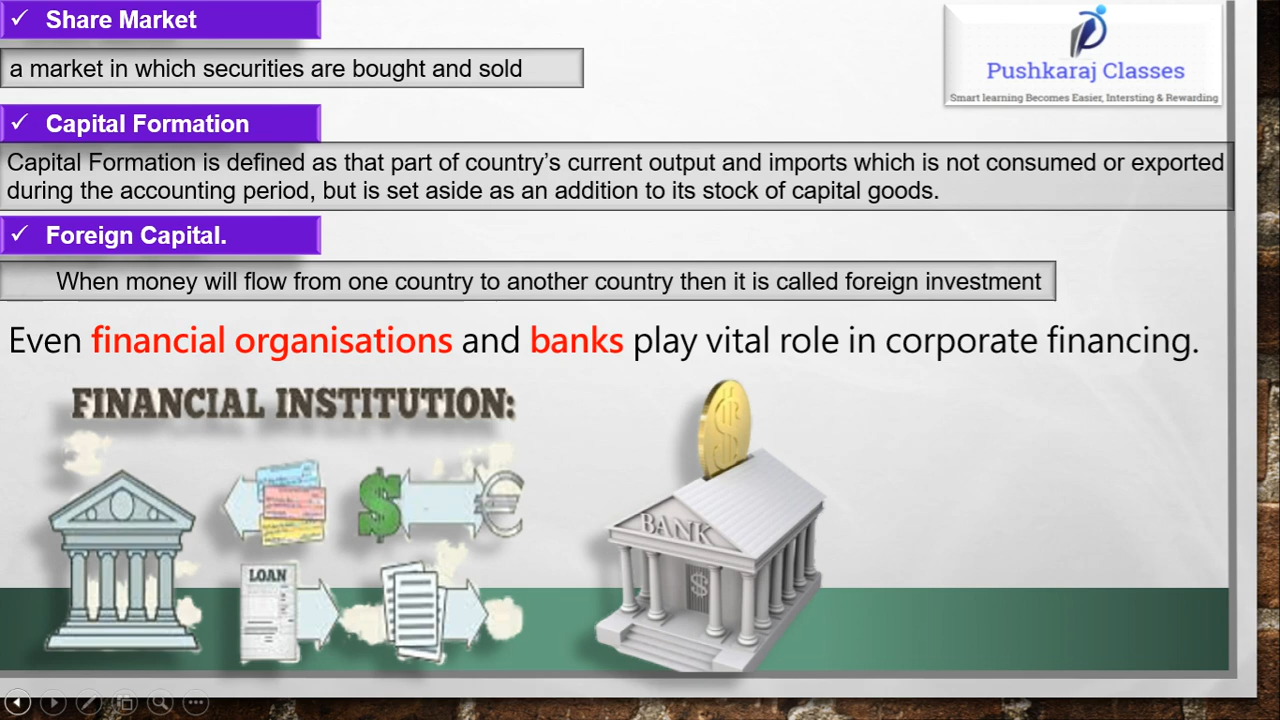 ✓ Share Market
a market in which securities are bought and sold
Pushkaraj Classes
Smart learning Becomes Easier, Intersting & Rewarding
✓ Capital Formation
Capital Formation is defined as that part of country's current output and imports which is not consumed or exported
during the accounting period, but is set aside as an addition to its stock of capital goods.
✓ Foreign Capital.
When money will flow from one country to another country then it is called foreign investment
Even financial organisations and banks play vital role in corporate financing.
FINANCIAL INSTITUTION:
$ €
LOAN
BANK
$